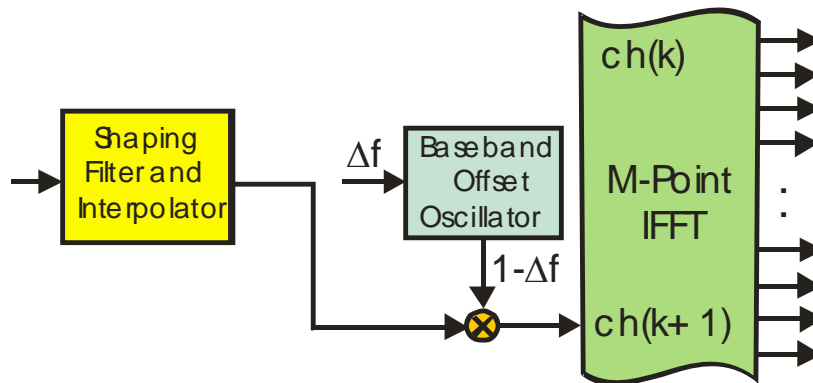 Shaping
Filter and
Interpolator
Δf
Baseband
Offset
Oscillator
1-Δf
ch(k)
M-Point
IFFT
ch(k+ 1)
: